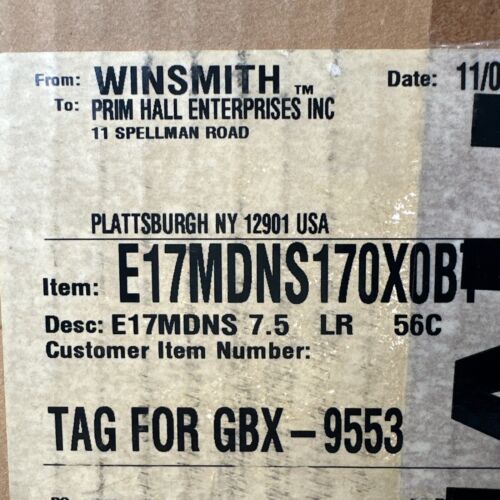 From: WINSMITH ™ Date: 11/0
To: PRIM HALL ENTERPRISES INC
11 SPELLMAN ROAD
PLATTSBURGH NY 12901 USA
Item: E17MDNS170X0B
Desc: E17MDNS 7.5 LR 56C
Customer Item Number:
TAG FOR GBX-9553